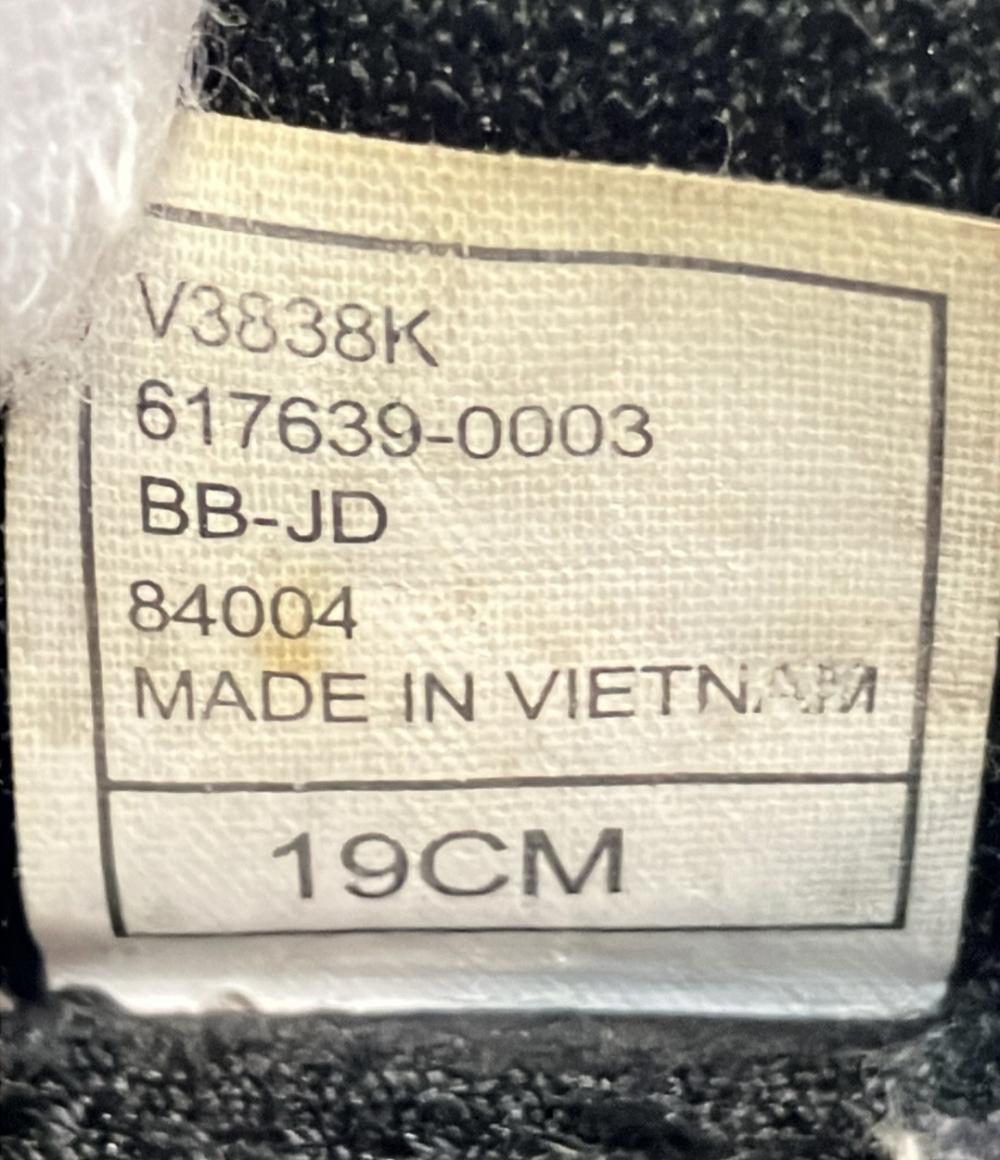 V3838K
617639-0003
BB-JD
84004
MADE IN VIETNAM
19CM